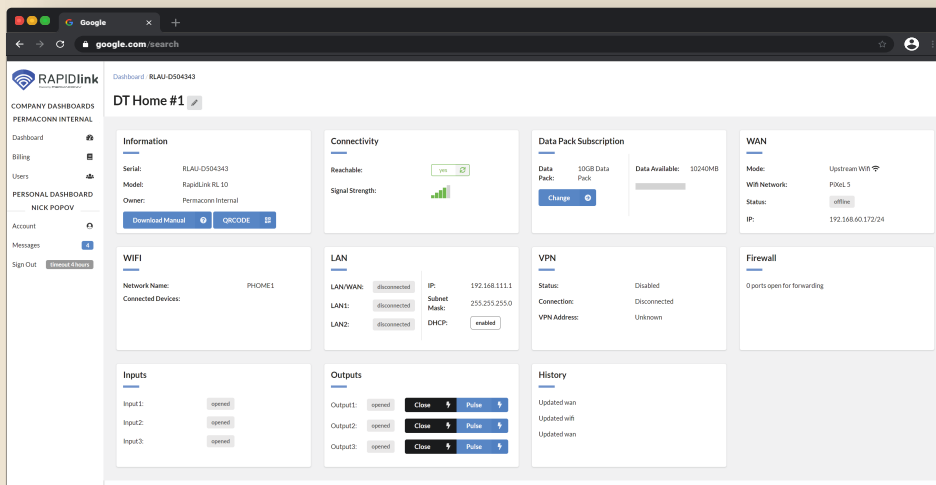 Google
google.com/search
RAPIDlink
COMPANY DASHBOARDS
PERMACONN INTERNAL
Dashboard
Billing
Users
PERSONAL DASHBOARD
NICK POPOV
Account
Messages 4
Sign Out timeout 4 hours
Dashboard / RLAU-D504343
DT Home #1
Information
Serial: RLAU-D504343
Model: RapidLink RL 10
Owner: Permaconn Internal
Download Manual QRCODE
Connectivity
Reachable: yes
Signal Strength:
Data Pack Subscription
Data Pack: 10GB Data Pack
Change
Data Available: 10240MB
WAN
Mode: Upstream Wifi
Wifi Network: PiXeL 5
Status: offline
IP: 192.168.60.172/24
WIFI
Network Name: PHOME1
Connected Devices:
LAN
LAN/WAN: disconnected
LAN1: disconnected
LAN2: disconnected
IP: 192.168.111.1
Subnet Mask: 255.255.255.0
DHCP: enabled
VPN
Status: Disabled
Connection: Disconnected
VPN Address: Unknown
Firewall
0 ports open for forwarding
Inputs
Input1: opened
Input2: opened
Input3: opened
Outputs
Output1: opened Close Pulse
Output2: opened Close Pulse
Output3: opened Close Pulse
History
Updated wan
Updated wifi
Updated wan